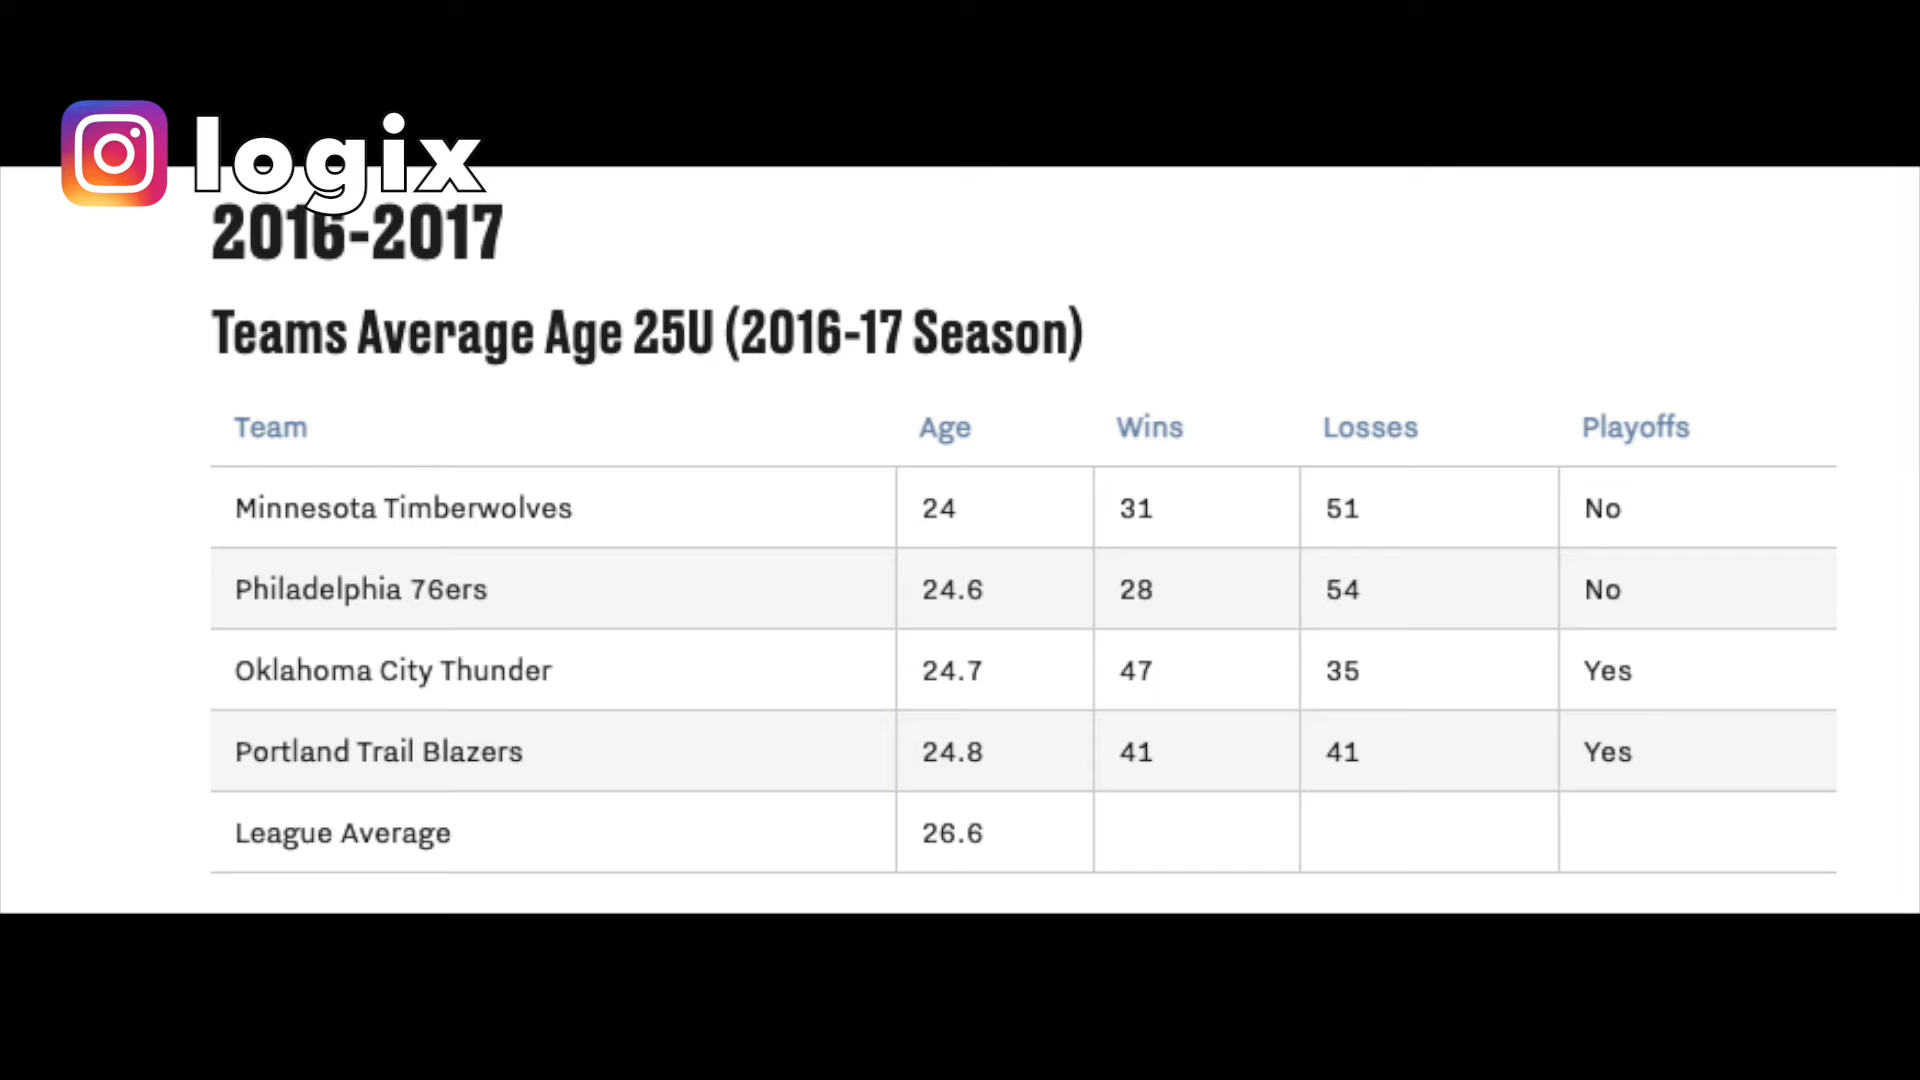 logix
2016-2017
Teams Average Age 25U (2016-17 Season)
Team Age Wins Losses Playoffs
Minnesota Timberwolves 24 31 51 No
Philadelphia 76ers 24.6 28 54 No
Oklahoma City Thunder 24.7 47 35 Yes
Portland Trail Blazers 24.8 41 41 Yes
League Average 26.6